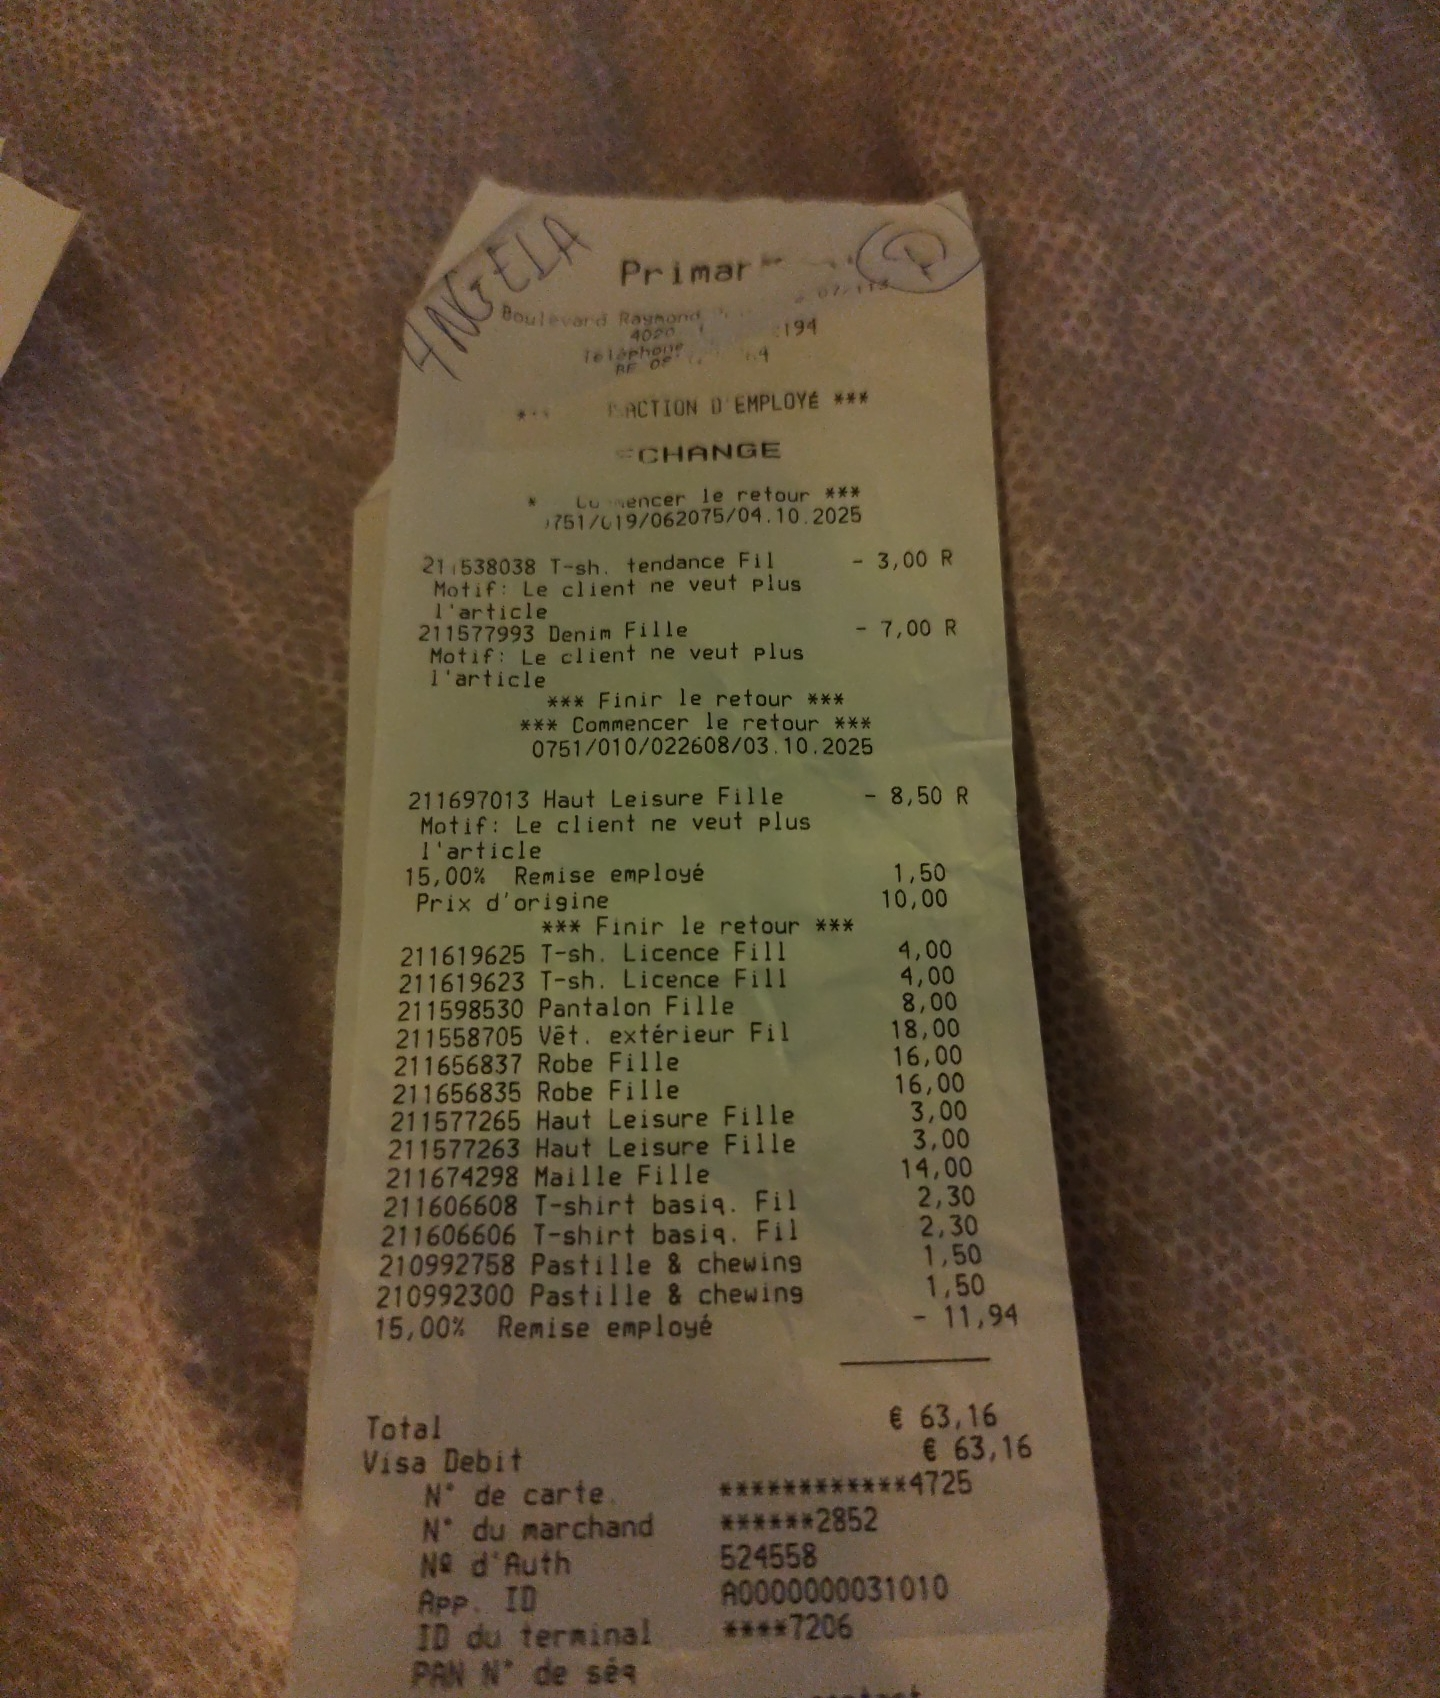 ANGELA
P
Primar
Boulevard Raymond
194
Téléphone
ACTION D'EMPLOYÉ ***
CHANGE
* encer le retour ***
/062075/04.10.2025
538038 T-sh. tendance Fil - 3,00 R
Motif: Le client ne veut plus
l'article
211577993 Denim Fille - 7,00 R
Motif: Le client ne veut plus
l'article
*** Finir le retour ***
*** Commencer le retour ***
0751/010/022608/03.10.2025
211697013 Haut Leisure Fille - 8,50 R
Motif: Le client ne veut plus
l'article
15,00% Remise employé 1,50
Prix d'origine 10,00
*** Finir le retour ***
211619625 T-sh. Licence Fill 4,00
211619623 T-sh. Licence Fill 4,00
211598530 Pantalon Fille 8,00
211558705 Vêt. extérieur Fil 18,00
211656837 Robe Fille 16,00
211656835 Robe Fille 16,00
211577265 Haut Leisure Fille 3,00
211577263 Haut Leisure Fille 3,00
211674298 Maille Fille 14,00
211606608 T-shirt basiq. Fil 2,30
211606606 T-shirt basiq. Fil 2,30
210992758 Pastille & chewing 1,50
210992300 Pastille & chewing 1,50
15,00% Remise employé - 11,94
Total € 63,16
Visa Debit € 63,16
N° de carte ************4725
N° du marchand ******2852
Nº d'Auth 524558
App. ID A0000000031010
ID du terminal ****7206
PAN N° de séq